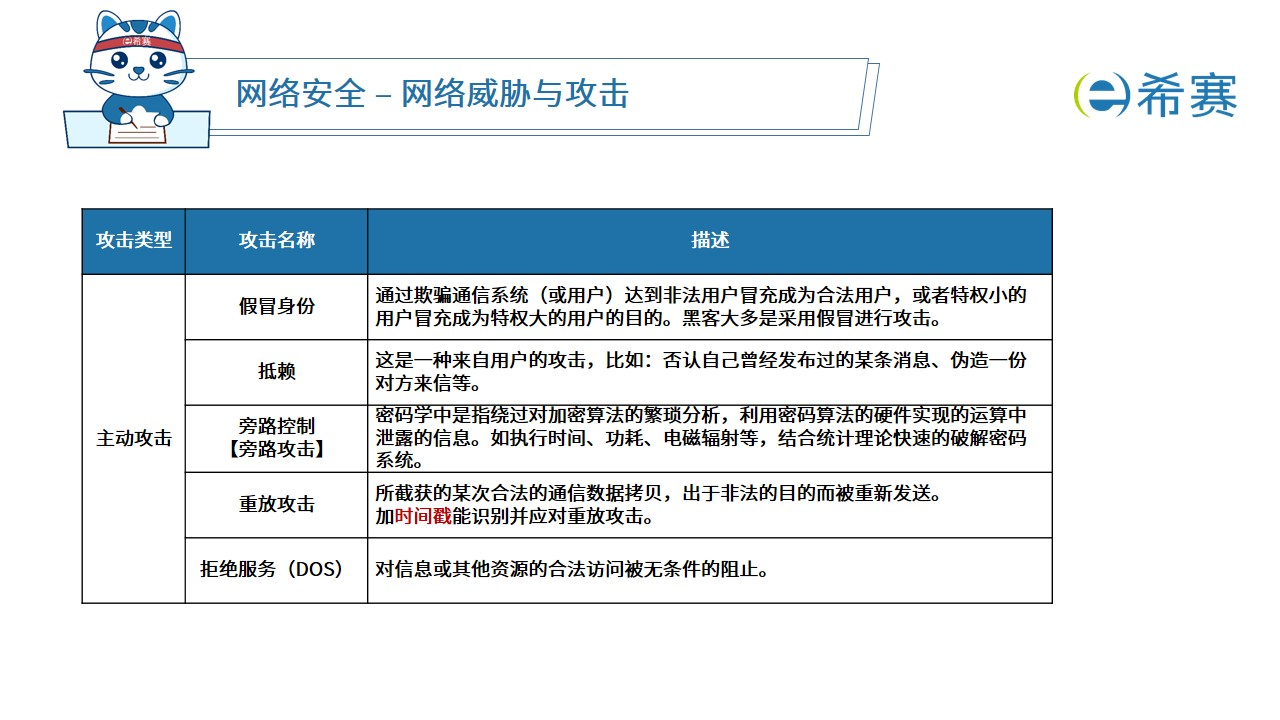 希赛
网络安全 – 网络威胁与攻击
希赛
攻击类型
攻击名称
描述
主动攻击
假冒身份
通过欺骗通信系统（或用户）达到非法用户冒充成为合法用户，或者特权小的
用户冒充成为特权大的用户的目的。黑客大多是采用假冒进行攻击。
抵赖
这是一种来自用户的攻击，比如：否认自己曾经发布过的某条消息、伪造一份
对方来信等。
旁路控制
【旁路攻击】
密码学中是指绕过对加密算法的繁琐分析，利用密码算法的硬件实现的运算中
泄露的信息。如执行时间、功耗、电磁辐射等，结合统计理论快速的破解密码
系统。
重放攻击
所截获的某次合法的通信数据拷贝，出于非法的目的而被重新发送。
加时间戳能识别并应对重放攻击。
拒绝服务（DOS）
对信息或其他资源的合法访问被无条件的阻止。